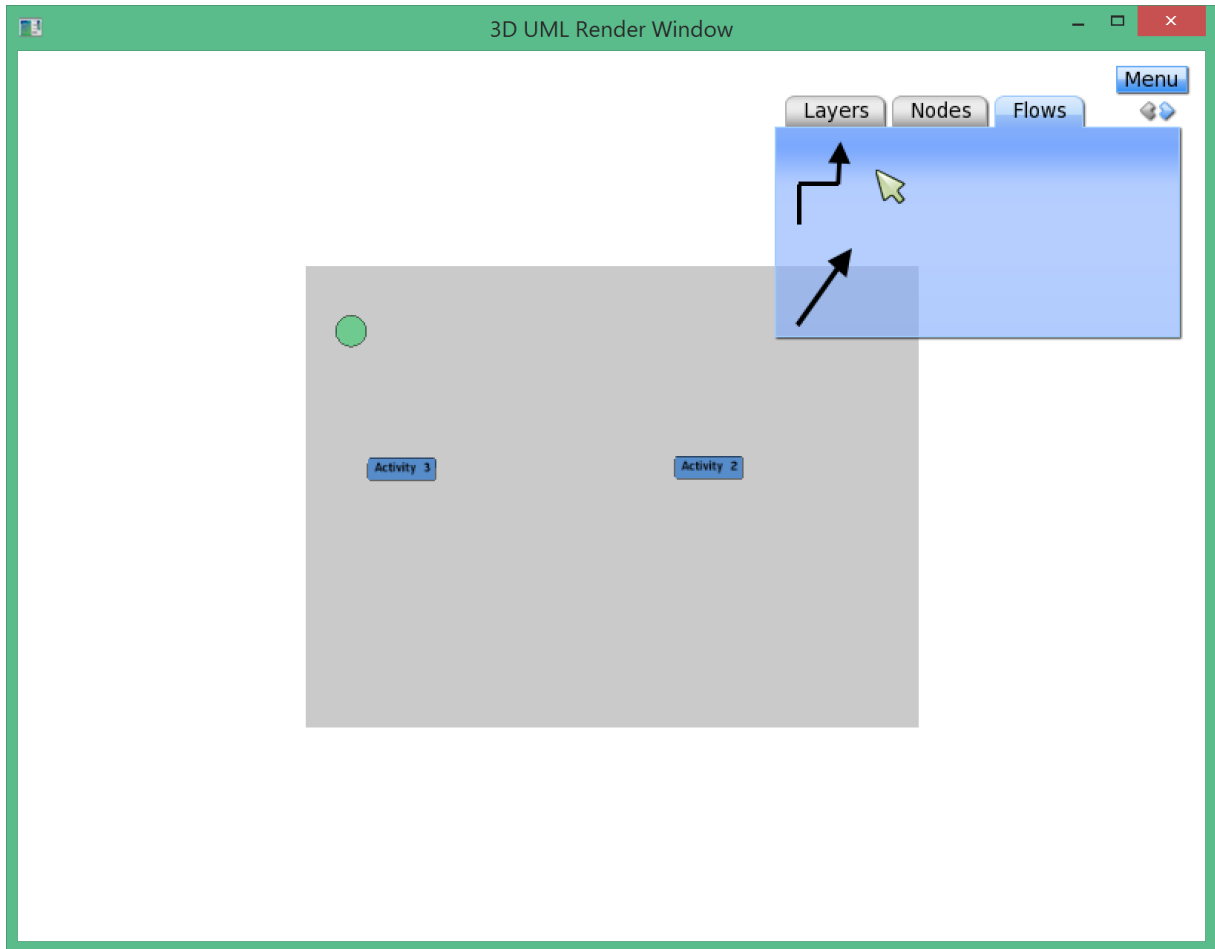 3D UML Render Window
Menu
Layers Nodes Flows
Activity 3
Activity 2